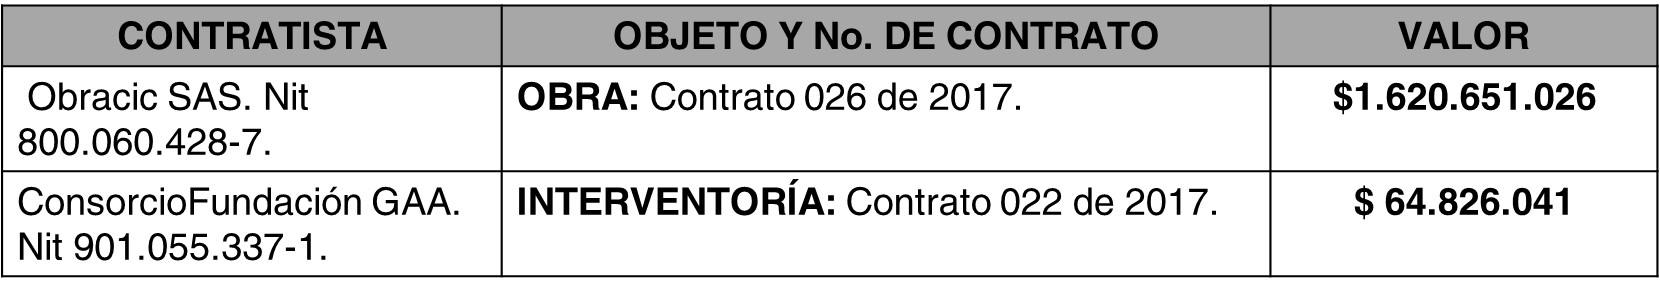 CONTRATISTA OBJETO Y No. DE CONTRATO VALOR
Obracic SAS. Nit OBRA: Contrato 026 de 2017. $1.620.651.026
800.060.428-7.
ConsorcioFundación GAA. INTERVENTORÍA: Contrato 022 de 2017. $ 64.826.041
Nit 901.055.337-1.